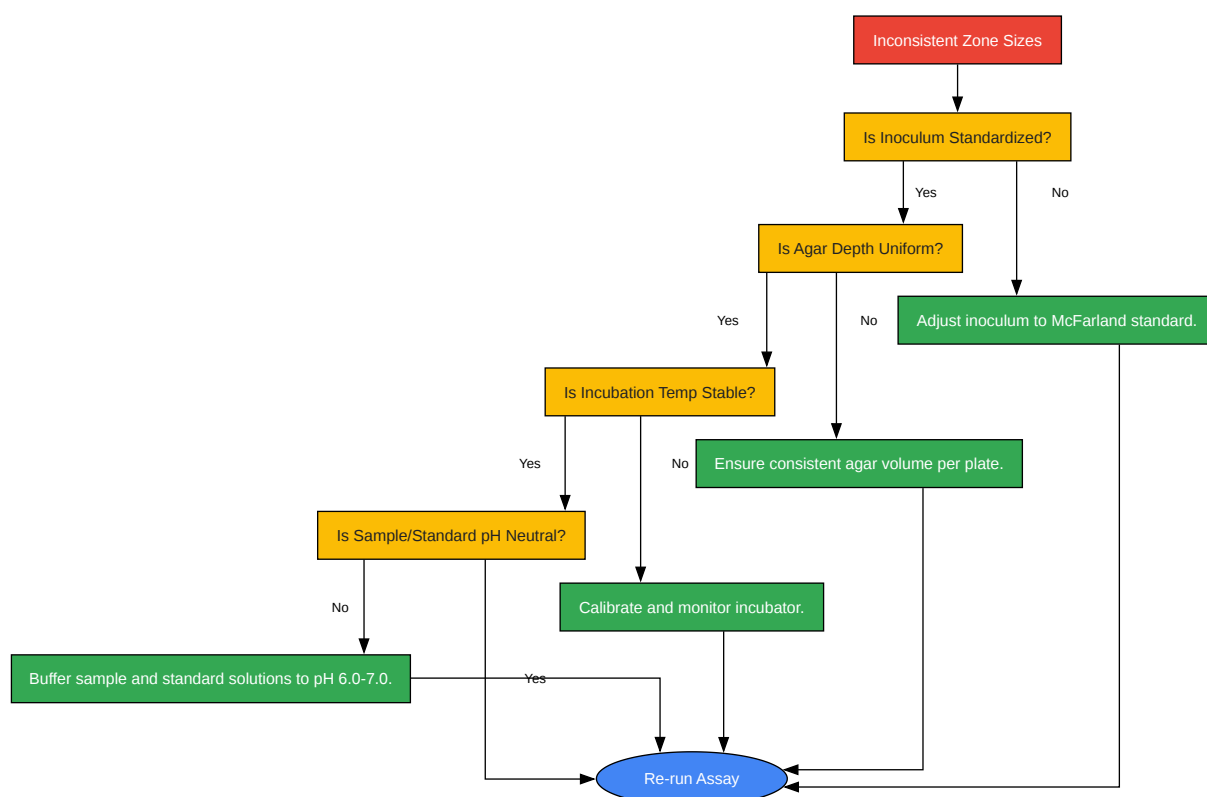 Inconsistent Zone Sizes
Is Inoculum Standardized?
Yes
No
Is Agar Depth Uniform?
Yes
No
Adjust inoculum to McFarland standard.
Is Incubation Temp Stable?
Yes
No
Ensure consistent agar volume per plate.
Is Sample/Standard pH Neutral?
No
Calibrate and monitor incubator.
Buffer sample and standard solutions to pH 6.0-7.0.
Yes
Re-run Assay